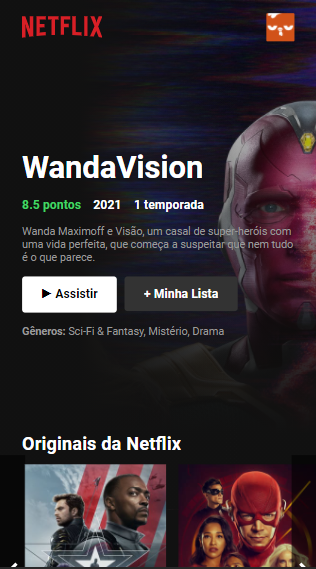 NETFLIX
WandaVision
8.5 pontos 2021 1 temporada
Wanda Maximoff e Visão, um casal de super-heróis com
uma vida perfeita, que começa a suspeitar que nem tudo
é o que parece.
▶ Assistir + Minha Lista
Gêneros: Sci-Fi & Fantasy, Mistério, Drama
Originais da Netflix